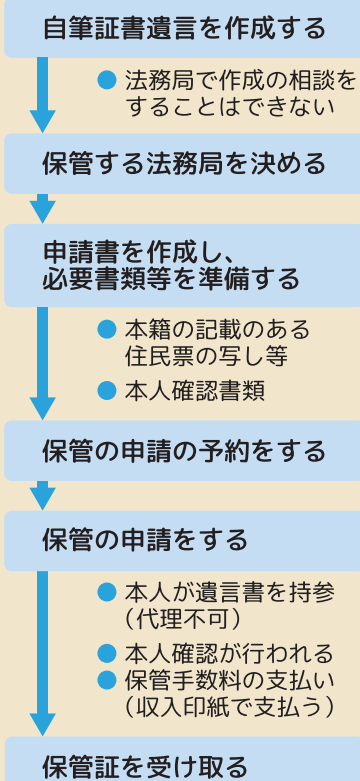 自筆証書遺言を作成する
● 法務局で作成の相談を
することはできない
保管する法務局を決める
申請書を作成し、
必要書類等を準備する
● 本籍の記載のある
住民票の写し等
● 本人確認書類
保管の申請の予約をする
保管の申請をする
● 本人が遺言書を持参
（代理不可）
● 本人確認が行われる
● 保管手数料の支払い
（収入印紙で支払う）
保管証を受け取る